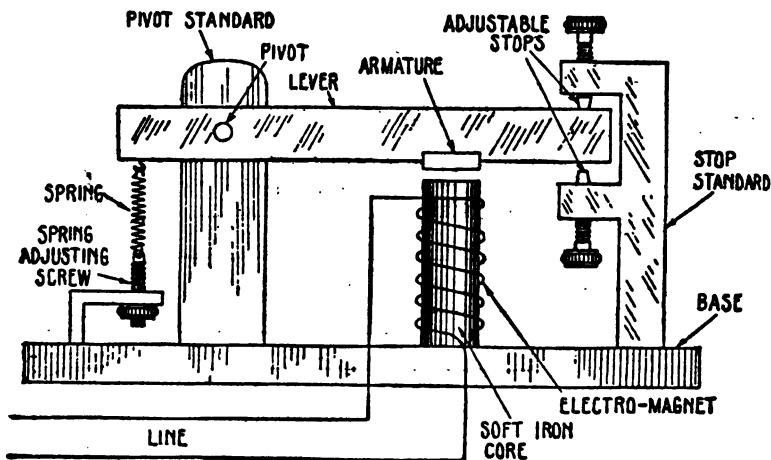 PIVOT STANDARD
PIVOT
LEVER
ARMATURE
ADJUSTABLE
STOPS
SPRING
SPRING
ADJUSTING
SCREW
STOP
STANDARD
BASE
LINE
SOFT IRON
CORE
ELECTRO-MAGNET